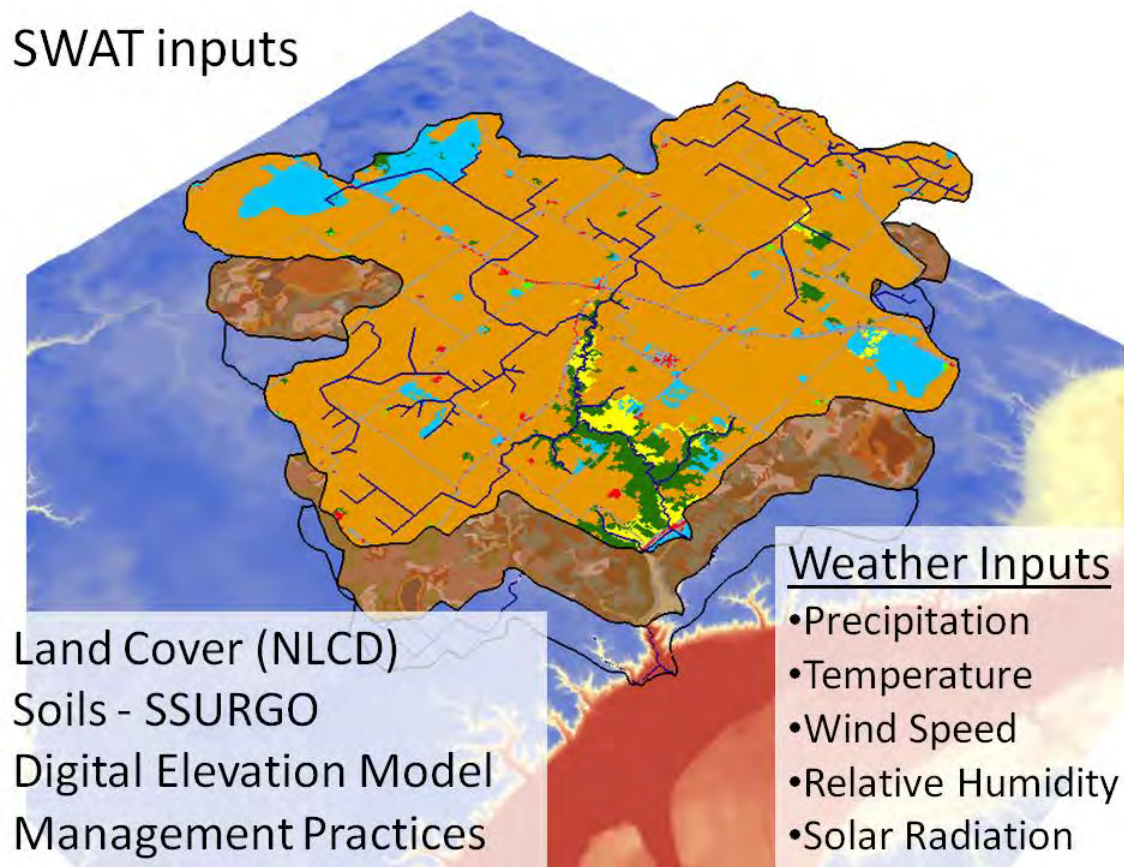 SWAT inputs
Land Cover (NLCD)
Soils - SSURGO
Digital Elevation Model
Management Practices
Weather Inputs
•Precipitation
•Temperature
•Wind Speed
•Relative Humidity
•Solar Radiation